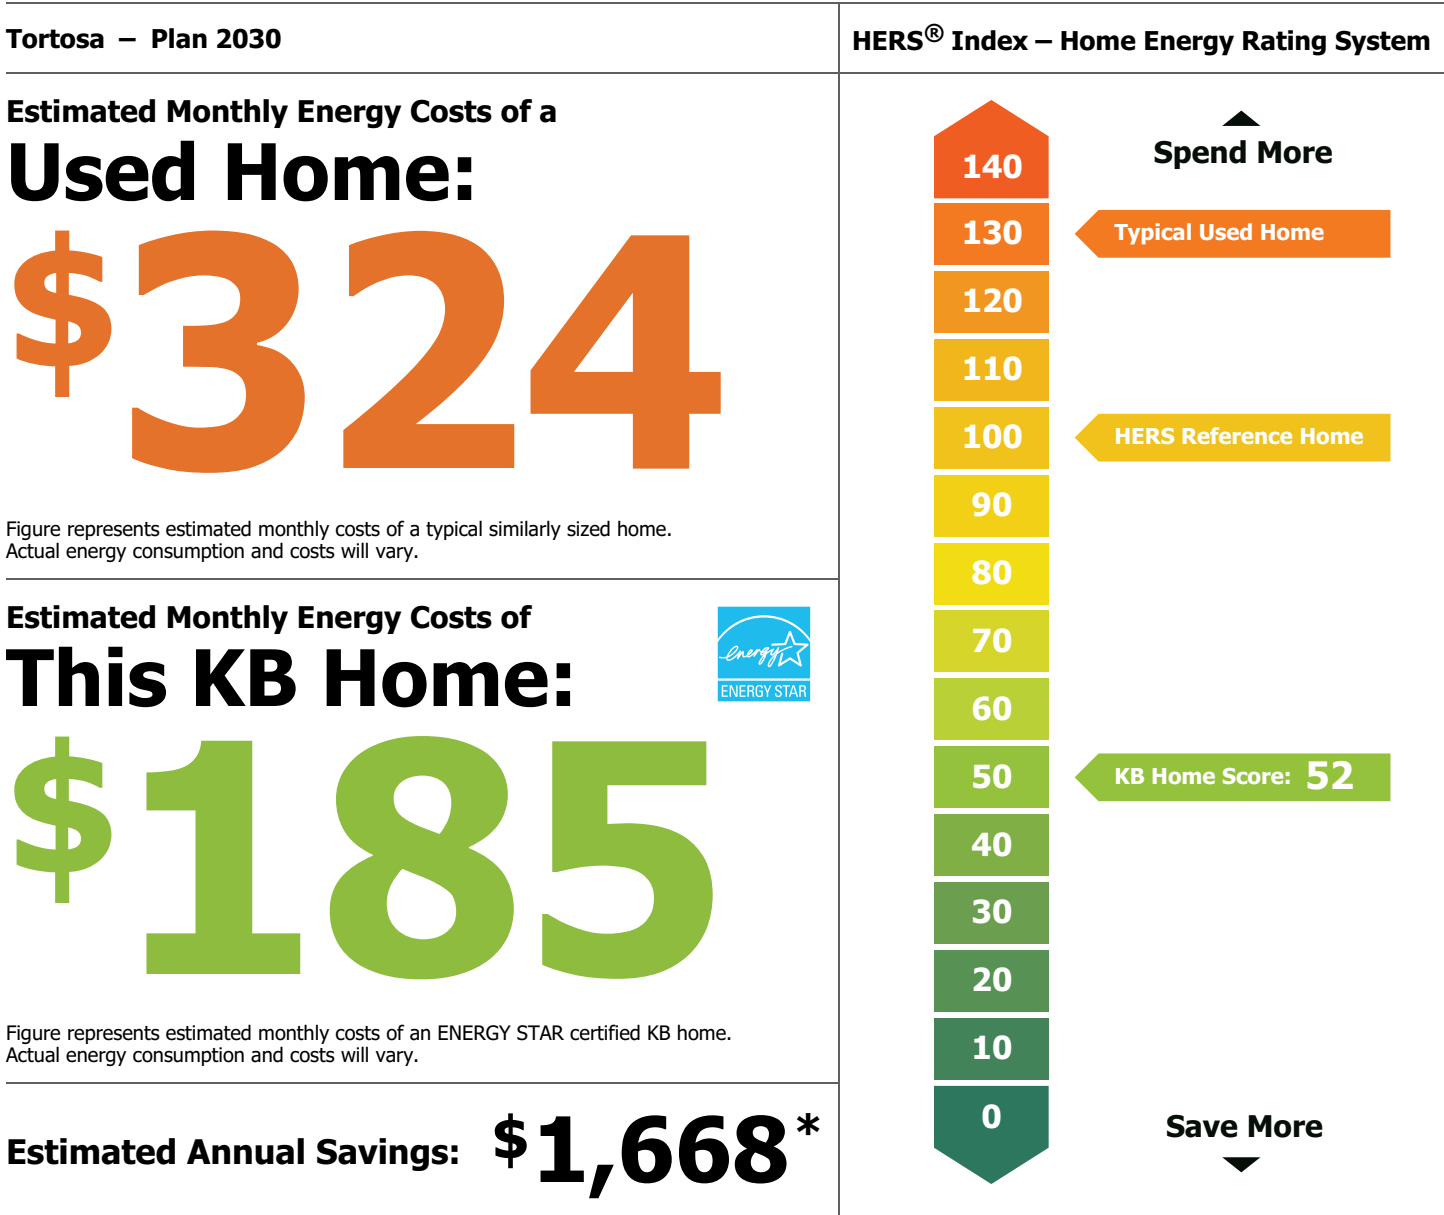 Tortosa – Plan 2030
Estimated Monthly Energy Costs of a
Used Home:
$324
Figure represents estimated monthly costs of a typical similarly sized home.
Actual energy consumption and costs will vary.
Estimated Monthly Energy Costs of
This KB Home:
energy
ENERGY STAR
$185
Figure represents estimated monthly costs of an ENERGY STAR certified KB home.
Actual energy consumption and costs will vary.
Estimated Annual Savings: $1,668*
HERS® Index – Home Energy Rating System
Spend More
140
130
Typical Used Home
120
110
100
HERS Reference Home
90
80
70
60
50
KB Home Score: 52
40
30
20
10
0
Save More